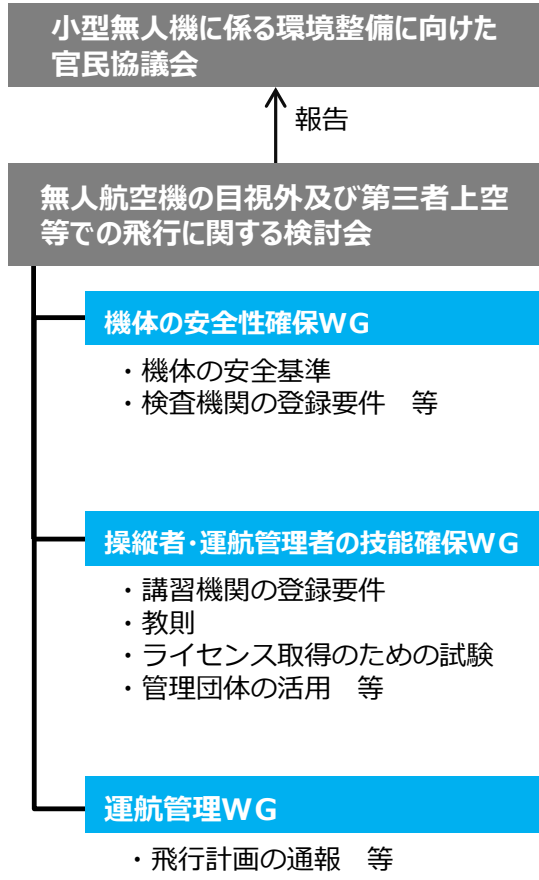 小型無人機に係る環境整備に向けた
官民協議会
報告
無人航空機の目視外及び第三者上空
等での飛行に関する検討会
機体の安全性確保WG
・機体の安全基準
・検査機関の登録要件　等
操縦者・運航管理者の技能確保WG
・講習機関の登録要件
・教則
・ライセンス取得のための試験
・管理団体の活用　等
運航管理WG
・飛行計画の通報　等